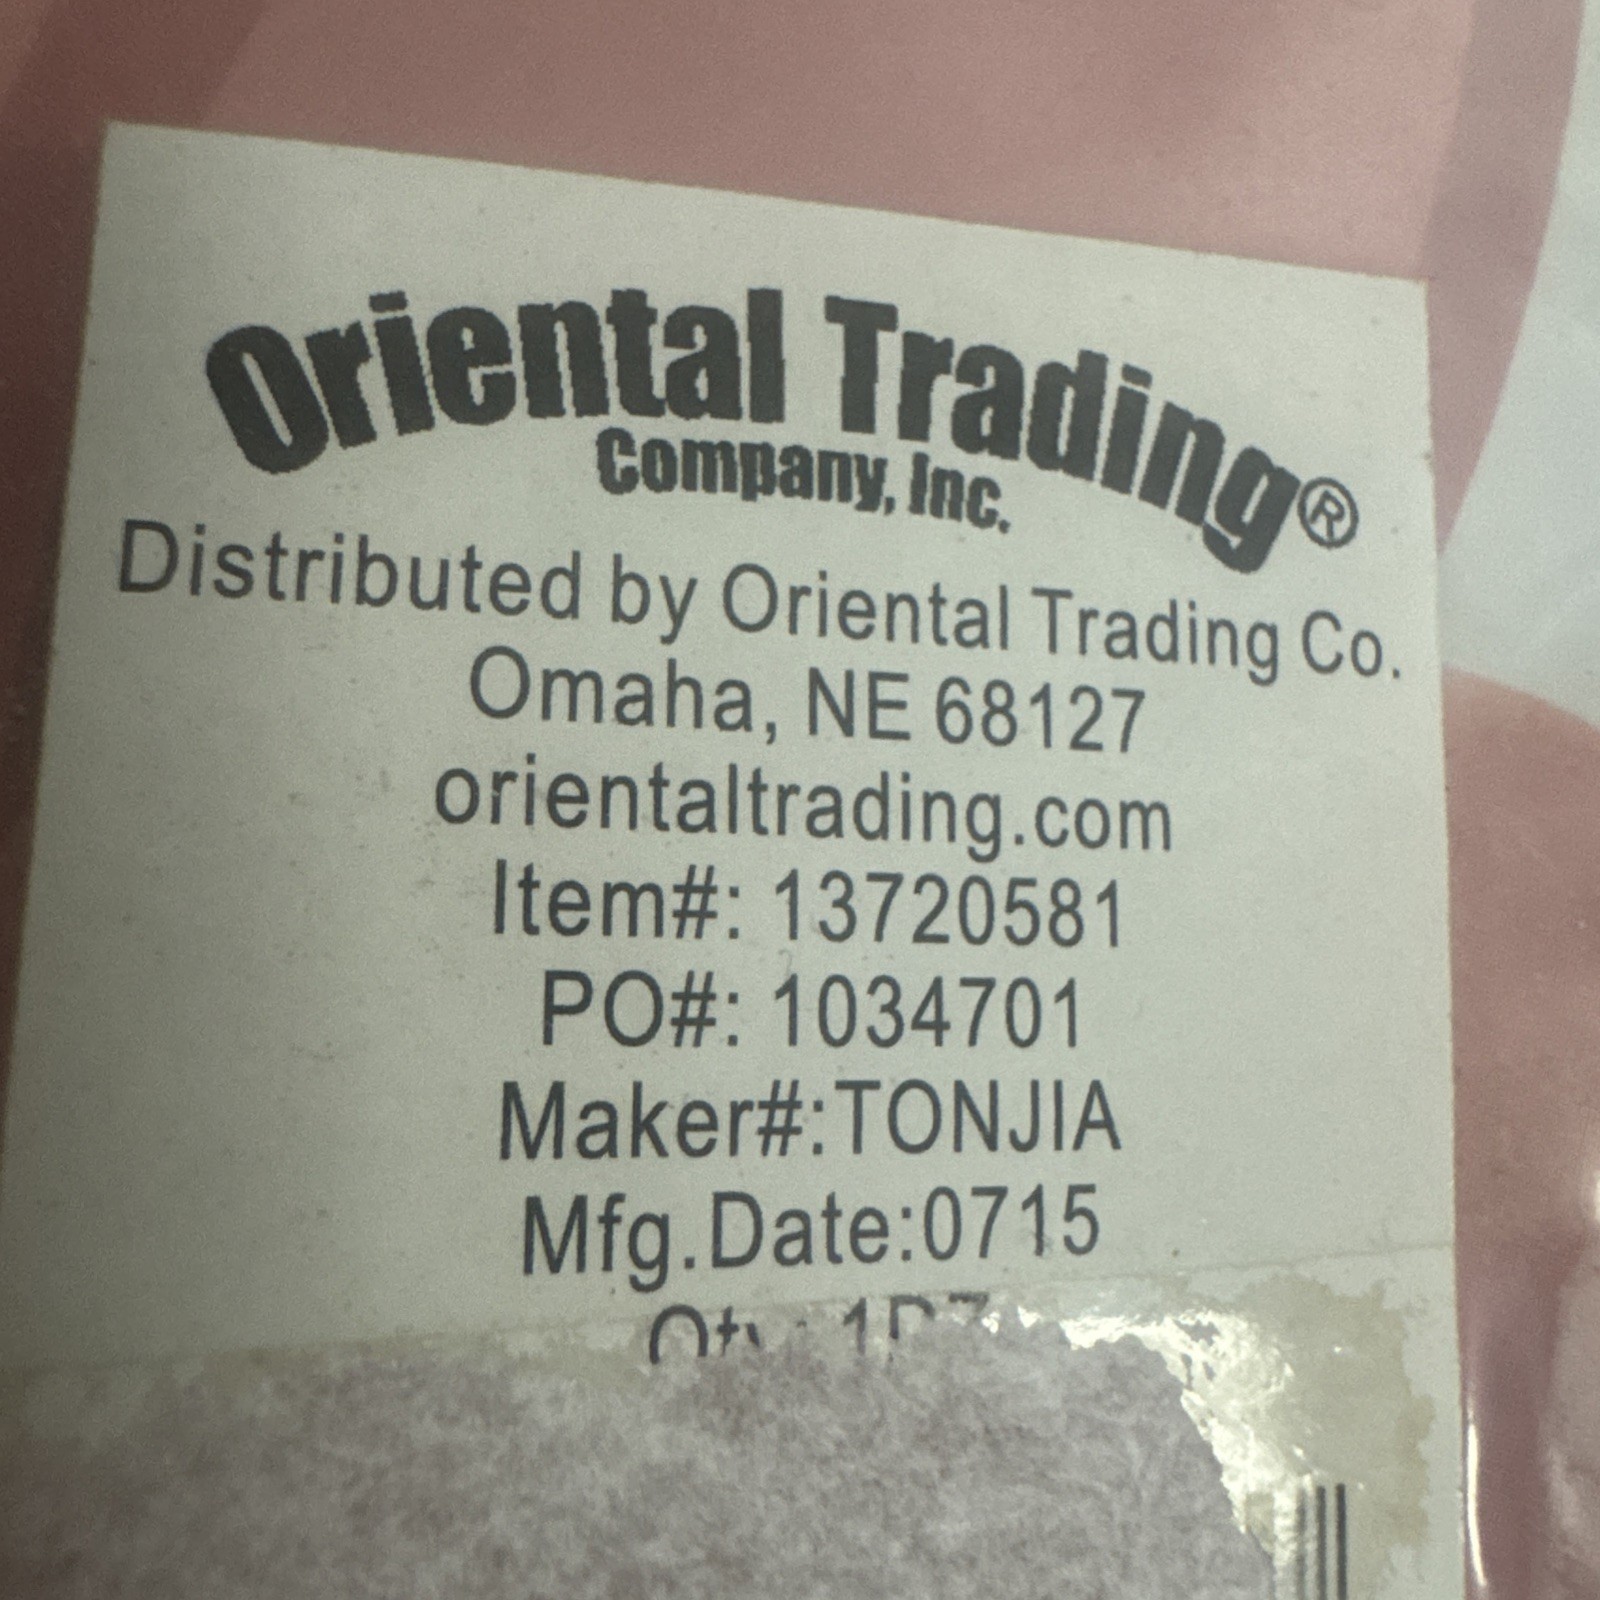 Oriental Trading®
Company, Inc.
Distributed by Oriental Trading Co.
Omaha, NE 68127
orientaltrading.com
Item#: 13720581
PO#: 1034701
Maker#:TONJIA
Mfg.Date:0715